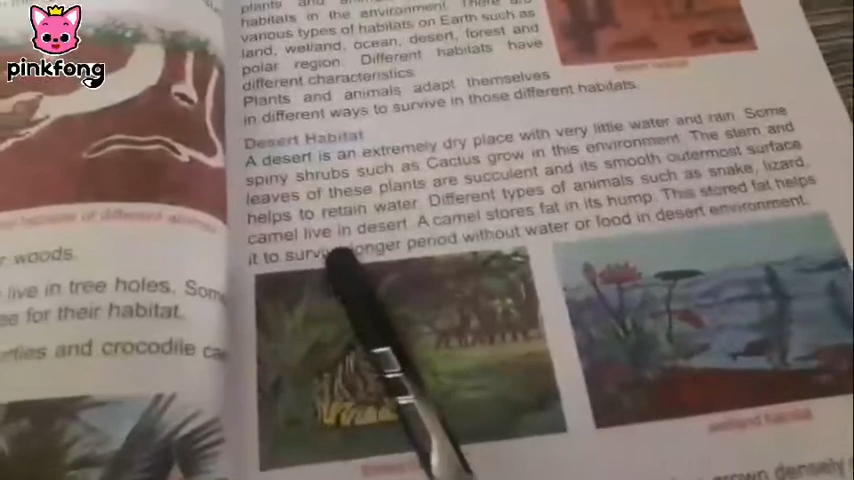 pinkfong
habitats in the environment. There are
various types of habitats on Earth such as
land, wetland, ocean, desert, forest and
polar region. Different habitats have
different characteristics.
Plants and animals adapt themselves
in different ways to survive in those different habitats.
Desert Habitat
A desert is an extremely dry place with very little water and rain. Some
spiny shrubs such as Cactus grow in this environment. The stem and
leaves of these plants are succulent and its smooth outermost surface
helps to retain water. Different types of animals such as snake, lizard,
camel live in desert. A camel stores fat in its hump. This stored fat helps
it to survive longer period without water or food in desert environment.
woods.
live in tree holes. Some
for their habitat.
and crocodile
wetland habitat
grown densely